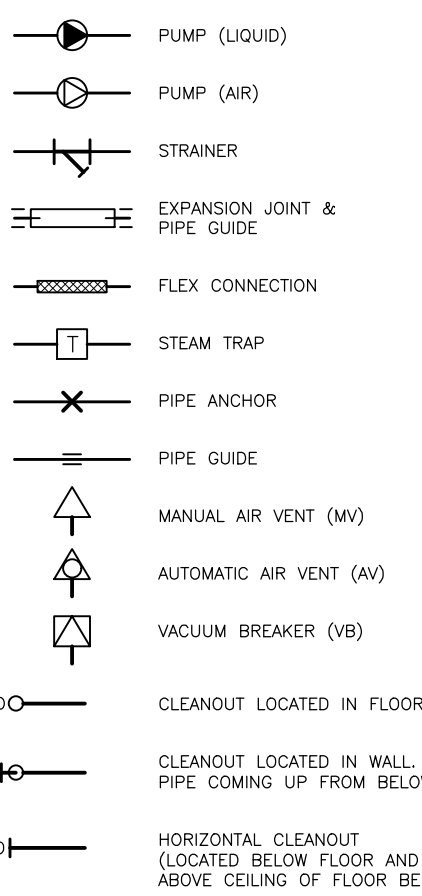 PUMP (LIQUID)
PUMP (AIR)
STRAINER
EXPANSION JOINT &
PIPE GUIDE
FLEX CONNECTION
T STEAM TRAP
PIPE ANCHOR
PIPE GUIDE
MANUAL AIR VENT (MV)
AUTOMATIC AIR VENT (AV)
VACUUM BREAKER (VB)
CLEANOUT LOCATED IN FLOOR
CLEANOUT LOCATED IN WALL.
PIPE COMING UP FROM
HORIZONTAL CLEANOUT
(LOCATED BELOW FLOOR AND
ABOVE CEILING OF FLOOR